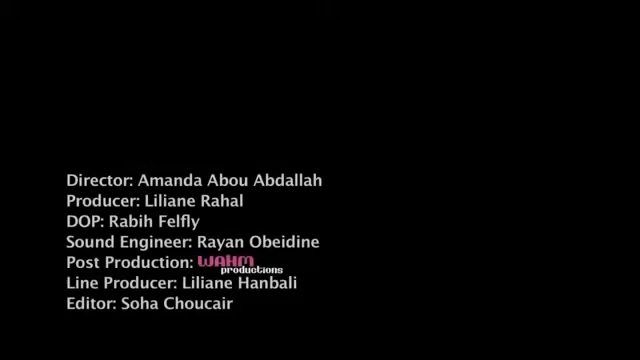 Director: Amanda Abou Abdallah
Producer: Liliane Rahal
DOP: Rabih Felfly
Sound Engineer: Rayan Obeidine
Post Production: WAHM productions
Line Producer: Liliane Hanbali
Editor: Soha Choucair